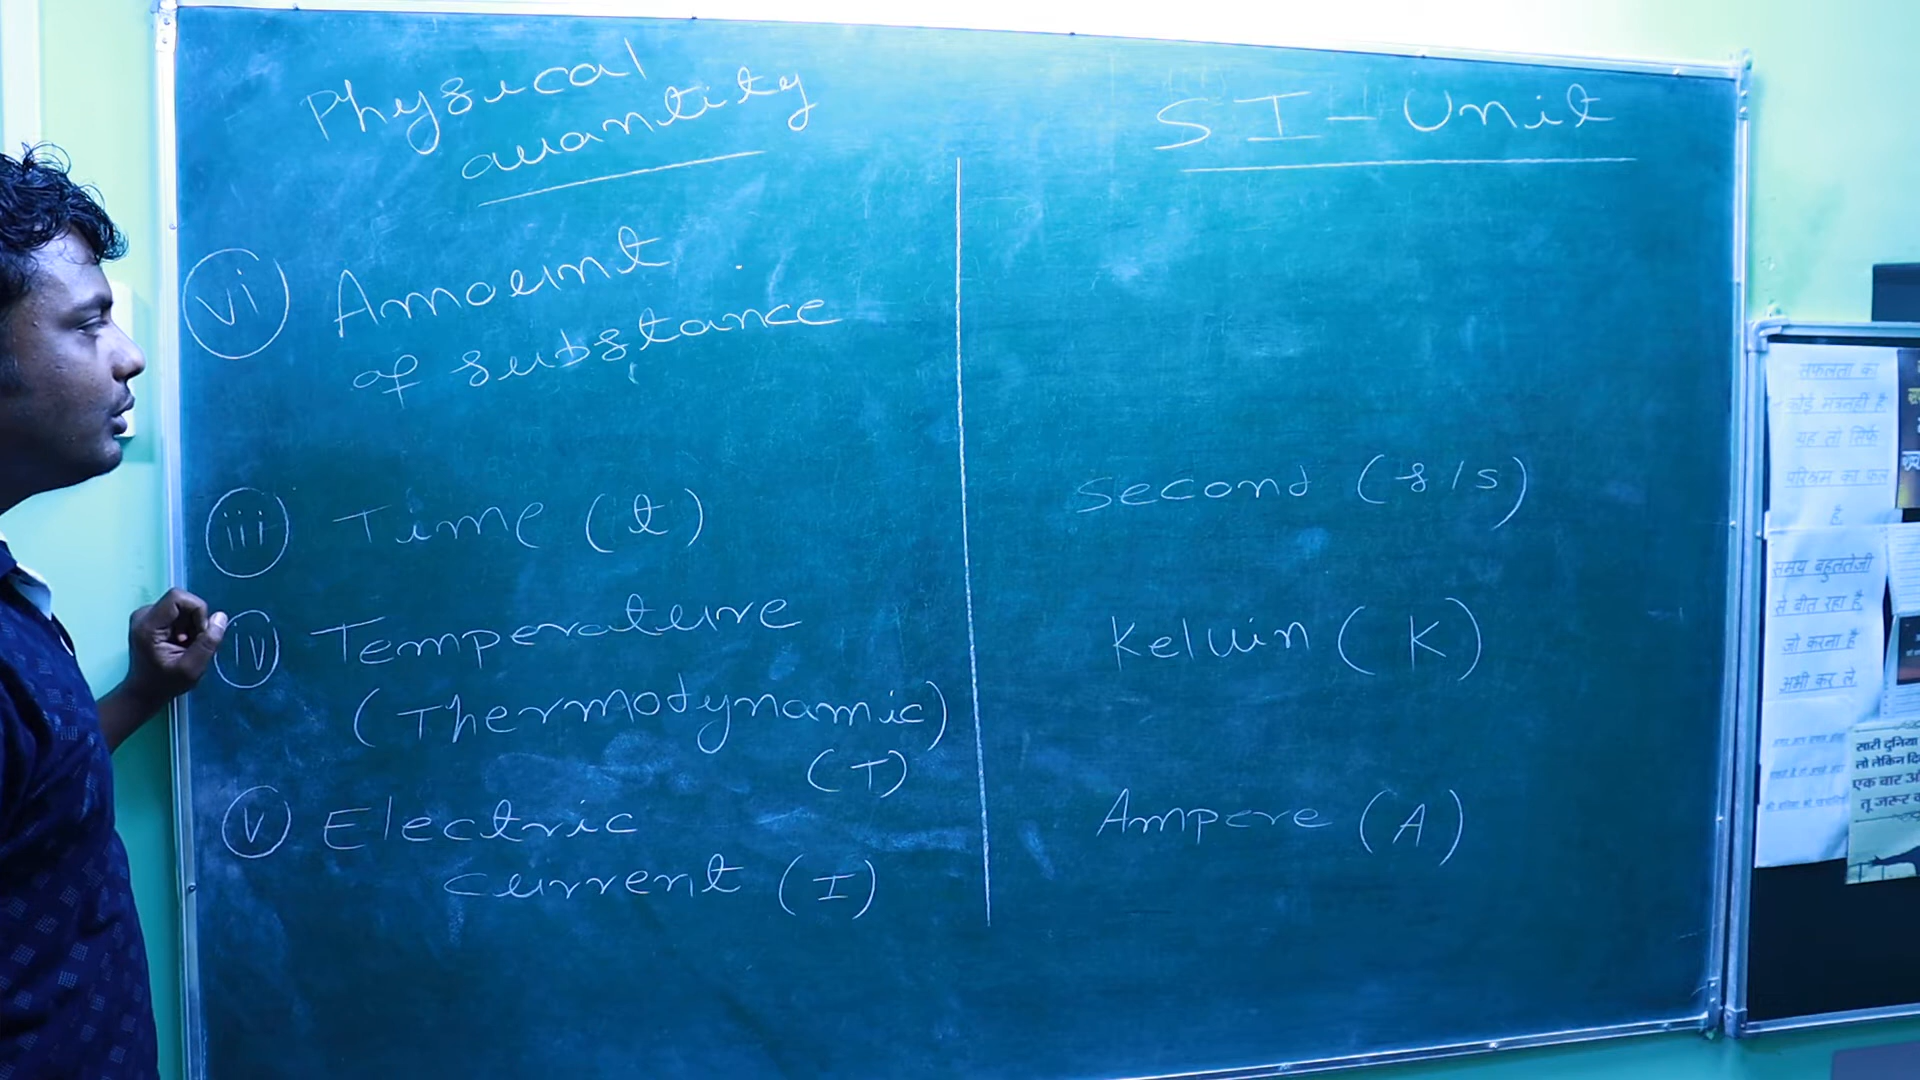 Physical
quantity
SI - Unit
vi Amount
of substance
iii Time (t)
Second (s/S)
iv Temperature
(Thermodynamic)
(T)
Kelvin (K)
v Electric
current (I)
Ampere (A)
सफलता का
कोई मंत्र नहीं है
यह तो सिर्फ
परिश्रम का फल
है.
समय बहुत तेजी
से बीत रहा है,
जो करना है
अभी कर ले.
सारी दुनिया
लो लेकिन
एक बार
तू जरूर